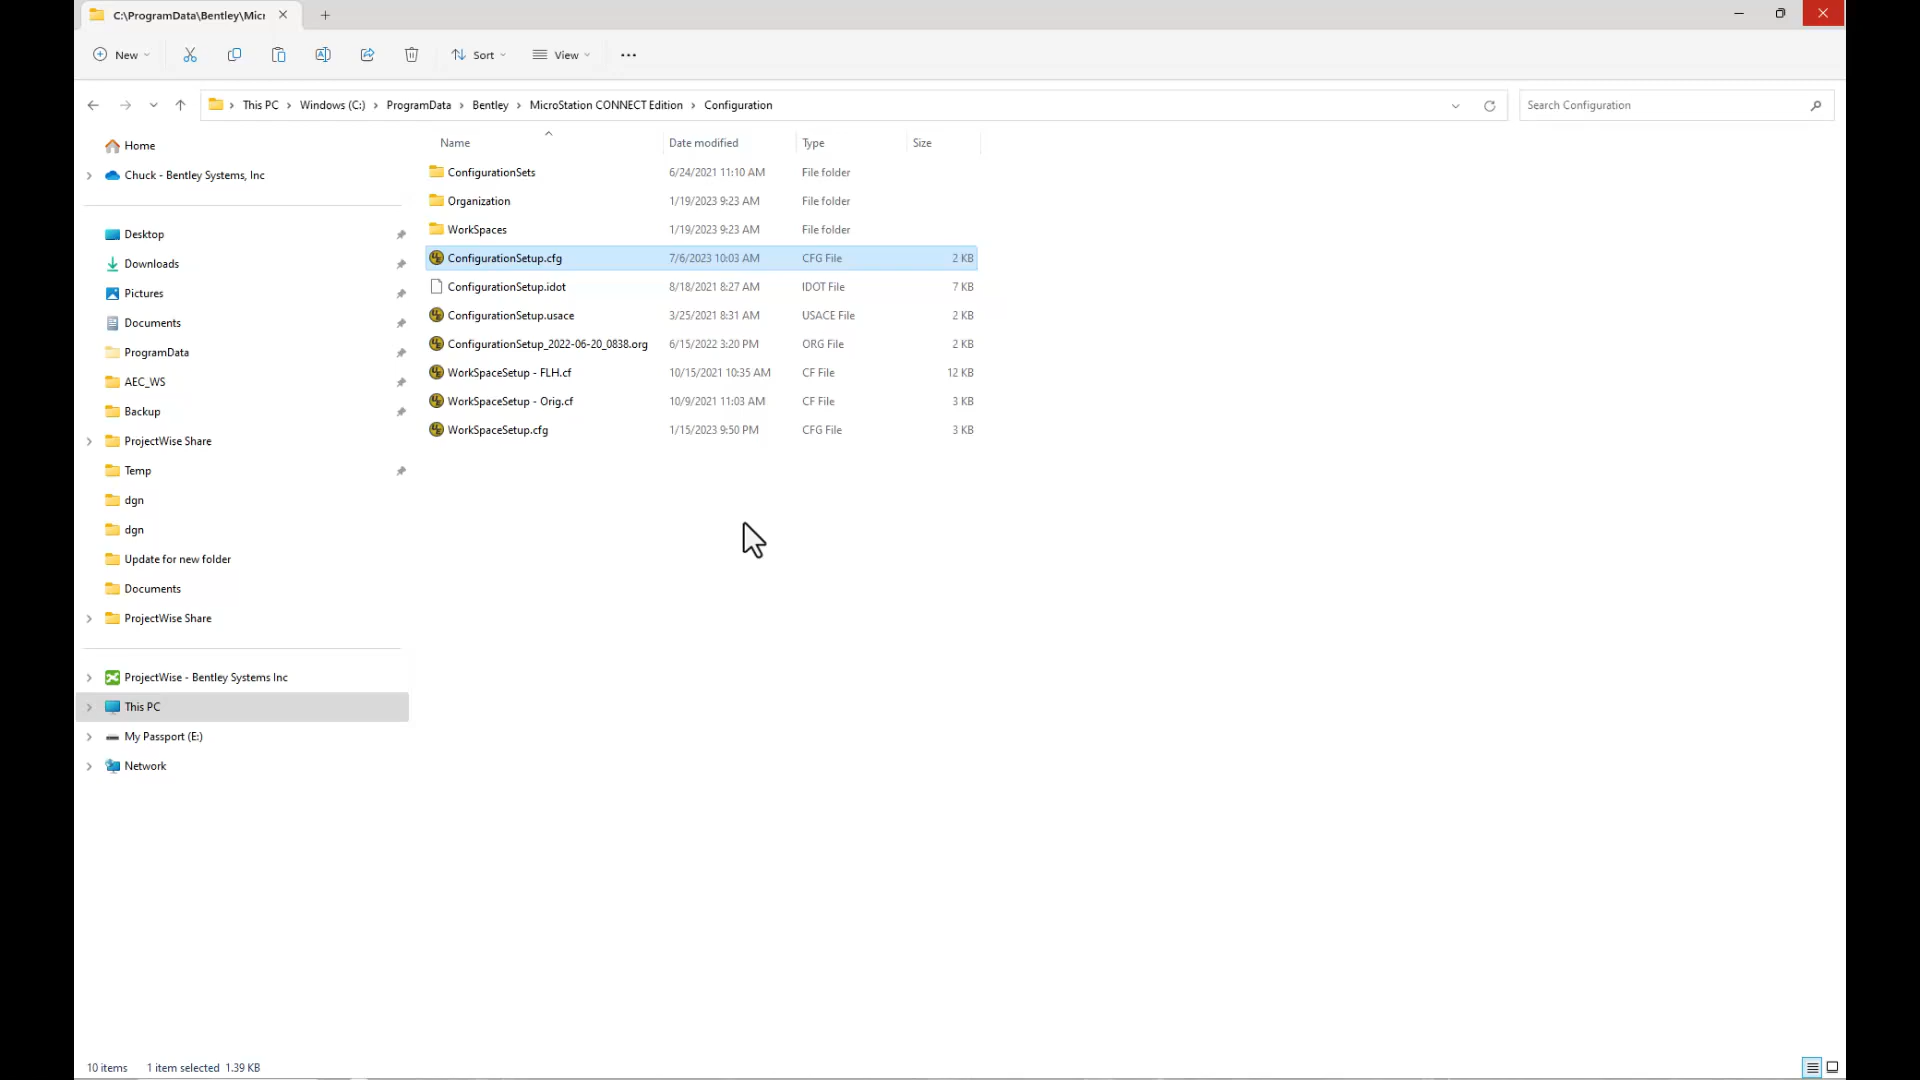 C:\ProgramData\Bentley\Micr
New
Sort
View
This PC > Windows (C:) > ProgramData > Bentley > MicroStation CONNECT Edition > Configuration
Search Configuration
Home
Chuck - Bentley Systems, Inc
Desktop
Downloads
Pictures
Documents
ProgramData
AEC_WS
Backup
ProjectWise Share
Temp
dgn
dgn
Update for new folder
Documents
ProjectWise Share
ProjectWise - Bentley Systems Inc
This PC
My Passport (E:)
Network
Name Date modified Type Size
ConfigurationSets 6/24/2021 11:10 AM File folder
Organization 1/19/2023 9:23 AM File folder
WorkSpaces 1/19/2023 9:23 AM File folder
ConfigurationSetup.cfg 7/6/2023 10:03 AM CFG File 2 KB
ConfigurationSetup.idot 8/18/2021 8:27 AM IDOT File 7 KB
ConfigurationSetup.usace 3/25/2021 8:31 AM USACE File 2 KB
ConfigurationSetup_2022-06-20_0838.org 6/15/2022 3:20 PM ORG File 2 KB
WorkSpaceSetup - FLH.cf 10/15/2021 10:35 AM CF File 12 KB
WorkSpaceSetup - Orig.cf 10/9/2021 11:03 AM CF File 3 KB
WorkSpaceSetup.cfg 1/15/2023 9:50 PM CFG File 3 KB
10 items 1 item selected 1.39 KB